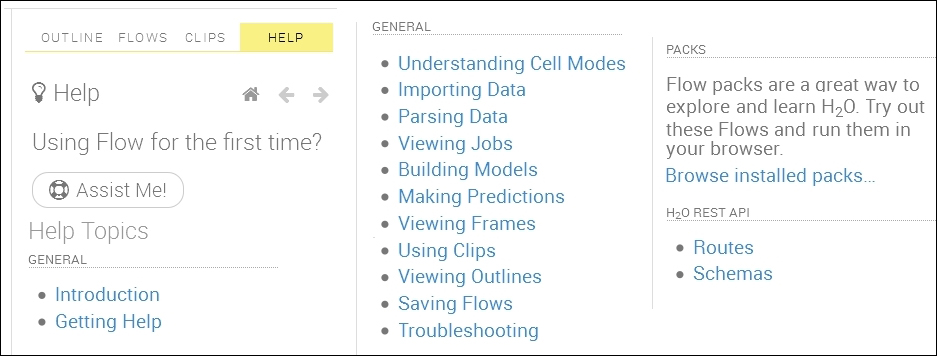 OUTLINE FLOWS CLIPS HELP
Help
Using Flow for the first time?
Assist Me!
Help Topics
GENERAL
Introduction
Getting Help
GENERAL
Understanding Cell Modes
Importing Data
Parsing Data
Viewing Jobs
Building Models
Making Predictions
Viewing Frames
Using Clips
Viewing Outlines
Saving Flows
Troubleshooting
PACKS
Flow packs are a great way to
explore and learn H₂O. Try out
these Flows and run them in
your browser.
Browse installed packs...
H₂O REST API
Routes
Schemas